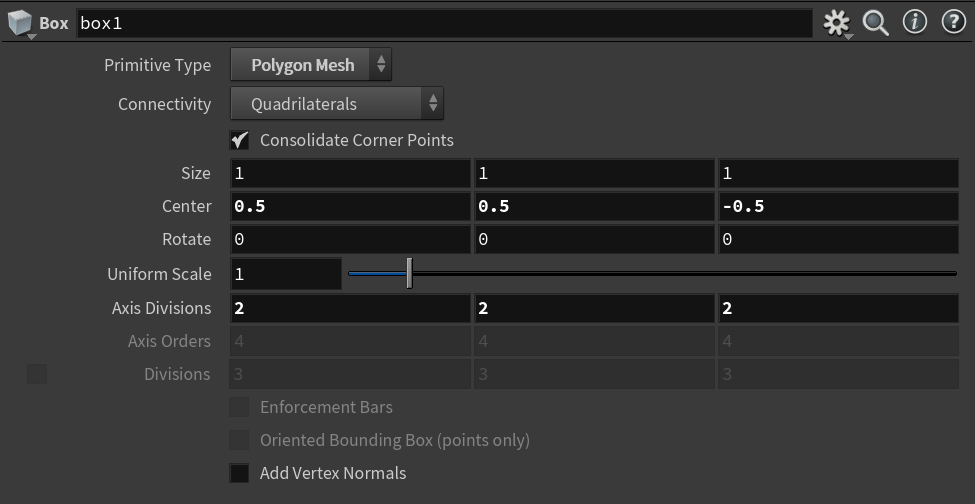 Box box1
Primitive Type Polygon Mesh
Connectivity Quadrilaterals
Consolidate Corner Points
Size 1 1 1
Center 0.5 0.5 -0.5
Rotate 0 0 0
Uniform Scale 1
Axis Divisions 2 2 2
Axis Orders 4 4 4
Divisions 3 3 3
Enforcement Bars
Oriented Bounding Box (points only)
Add Vertex Normals